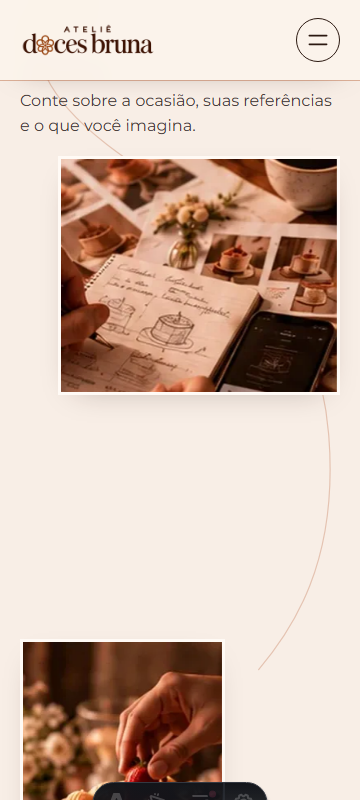 ATELIÊ
doces bruna
Conte sobre a ocasião, suas referências
e o que você imagina.